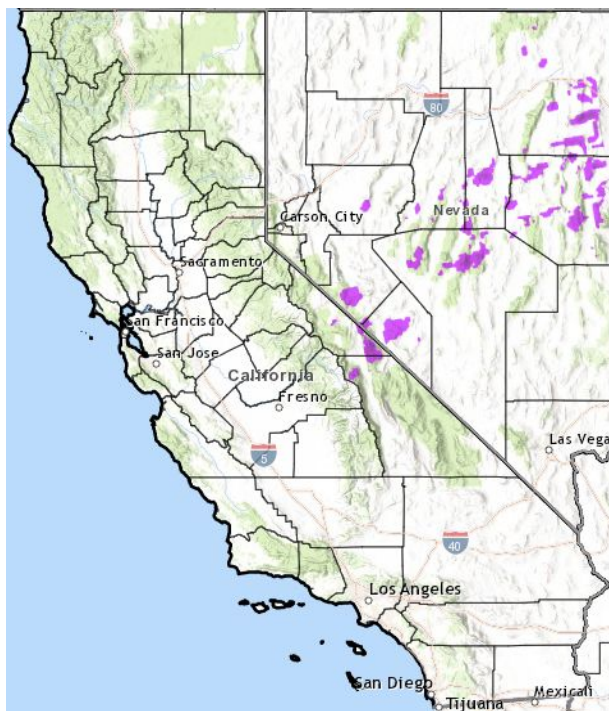 80
Nevada
Carson City
Sacramento
San Francisco
San Jose
California
Fresno
Las Vega
5
40
Los Angeles
San Diego
Mexicali
Tijuana